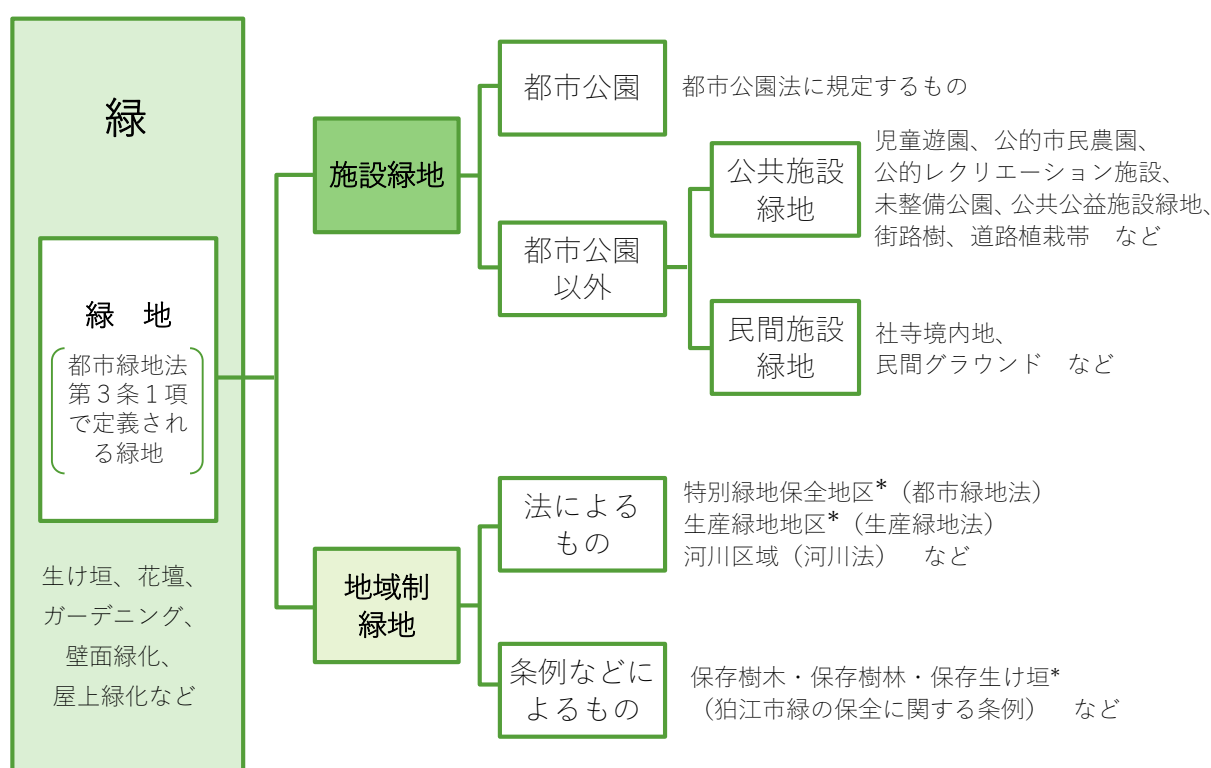 緑
緑　地
都市緑地法
第３条１項
で定義され
る緑地
生け垣、花壇、
ガーデニング、
壁面緑化、
屋上緑化など
施設緑地
都市公園
都市公園法に規定するもの
都市公園
以外
公共施設
緑地
児童遊園、公的市民農園、
公的レクリエーション施設、
未整備公園、公共公益施設緑地、
街路樹、道路植栽帯　など
民間施設
緑地
社寺境内地、
民間グラウンド　など
地域制
緑地
法による
もの
特別緑地保全地区*（都市緑地法）
生産緑地地区*（生産緑地法）
河川区域（河川法）　など
条例などに
よるもの
保存樹木・保存樹林・保存生け垣*
（狛江市緑の保全に関する条例）　など